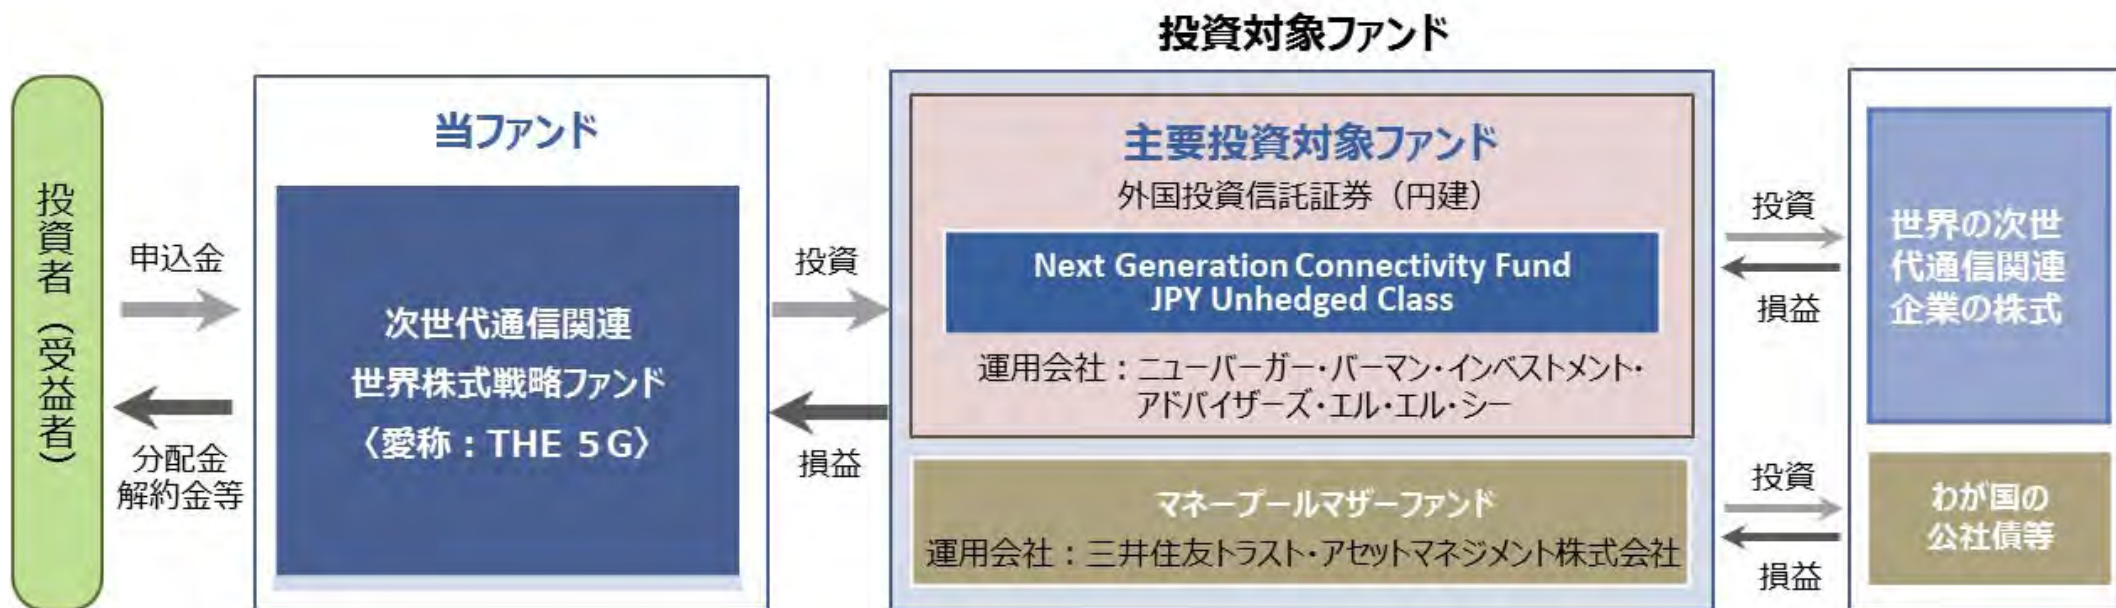 投資対象ファンド
投資者（受益者）
申込金
分配金
解約金等
当ファンド
次世代通信関連
世界株式戦略ファンド
〈愛称：THE 5G〉
投資
損益
主要投資対象ファンド
外国投資信託証券（円建）
Next Generation Connectivity Fund
JPY Unhedged Class
運用会社：ニューバーガー・バーマン・インベストメント・
アドバイザーズ・エル・エル・シー
マネープールマザーファンド
運用会社：三井住友トラスト・アセットマネジメント株式会社
投資
損益
世界の次世
代通信関連
企業の株式
投資
損益
わが国の
公社債等